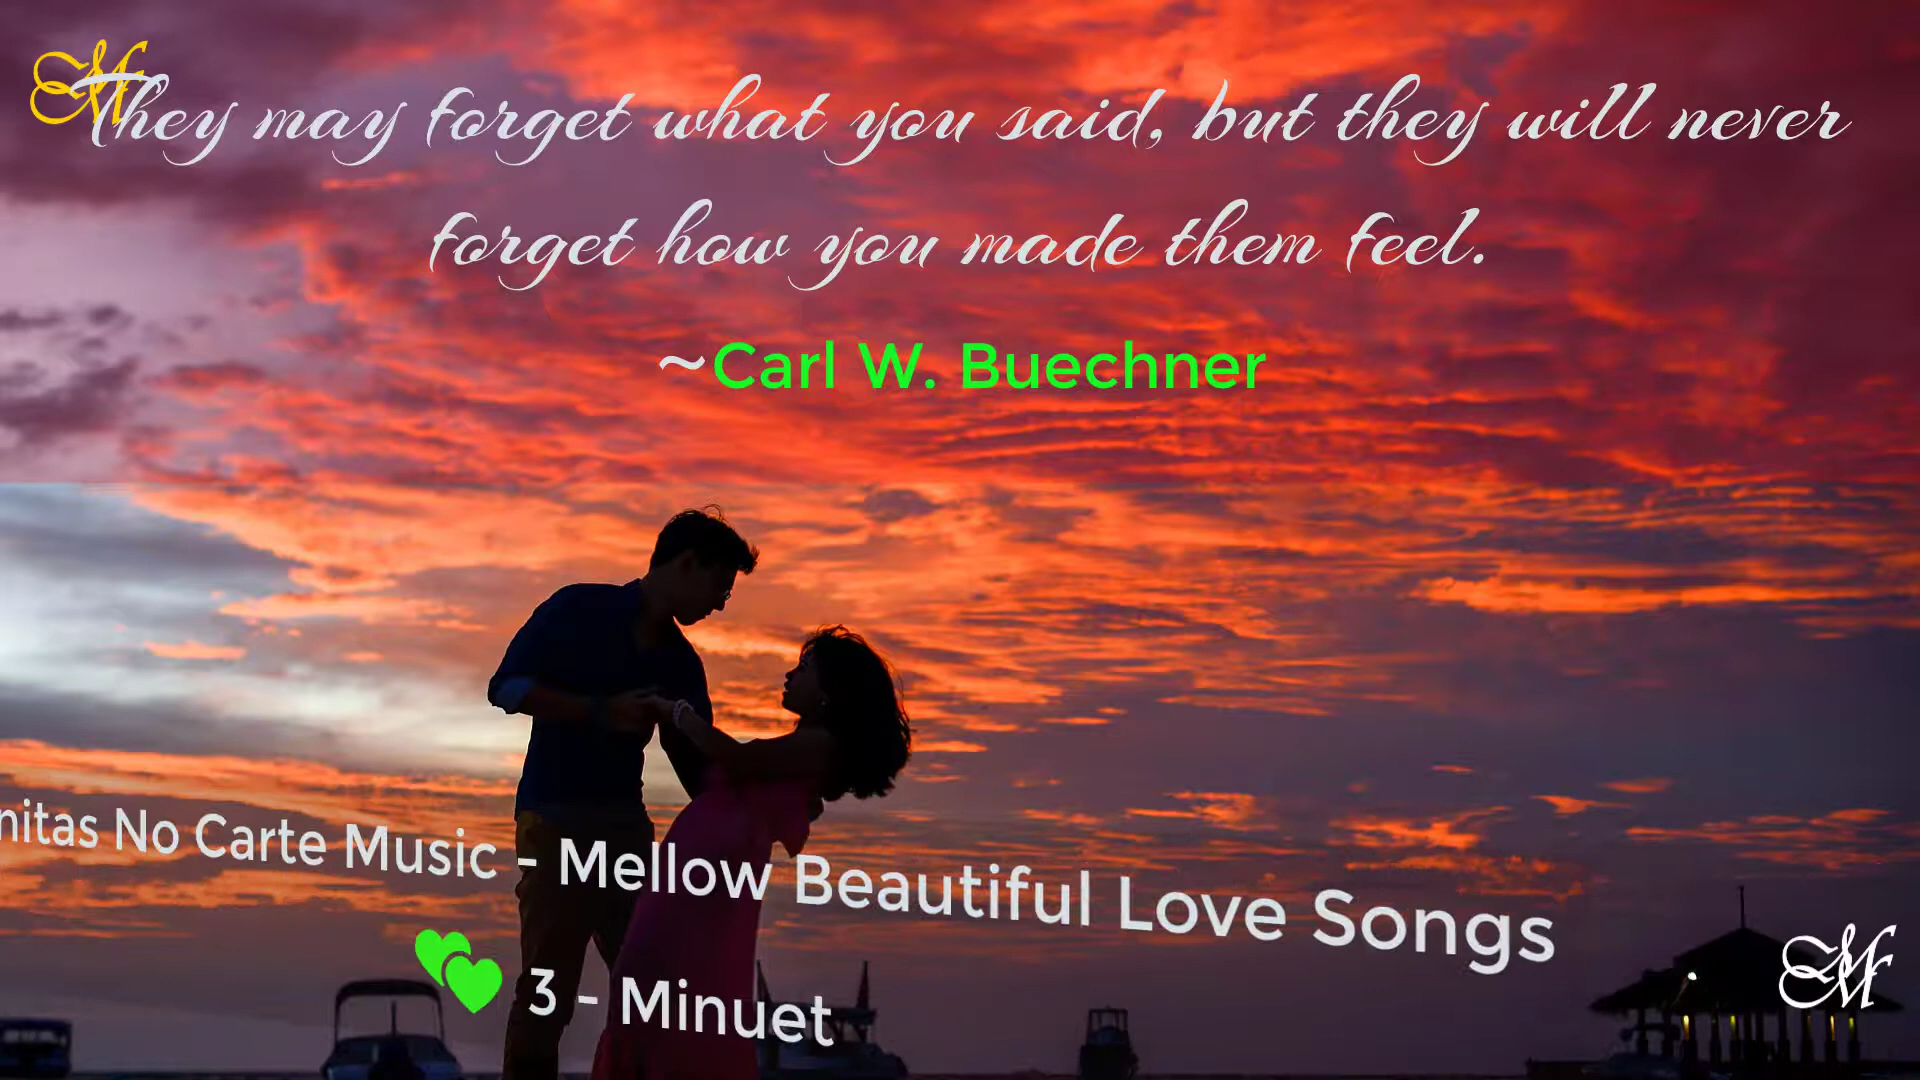 They may forget what you said, but they will never
forget how you made them feel.
~Carl W. Buechner
No Carte Music - Mellow Beautiful Love Songs
3 - Minuet